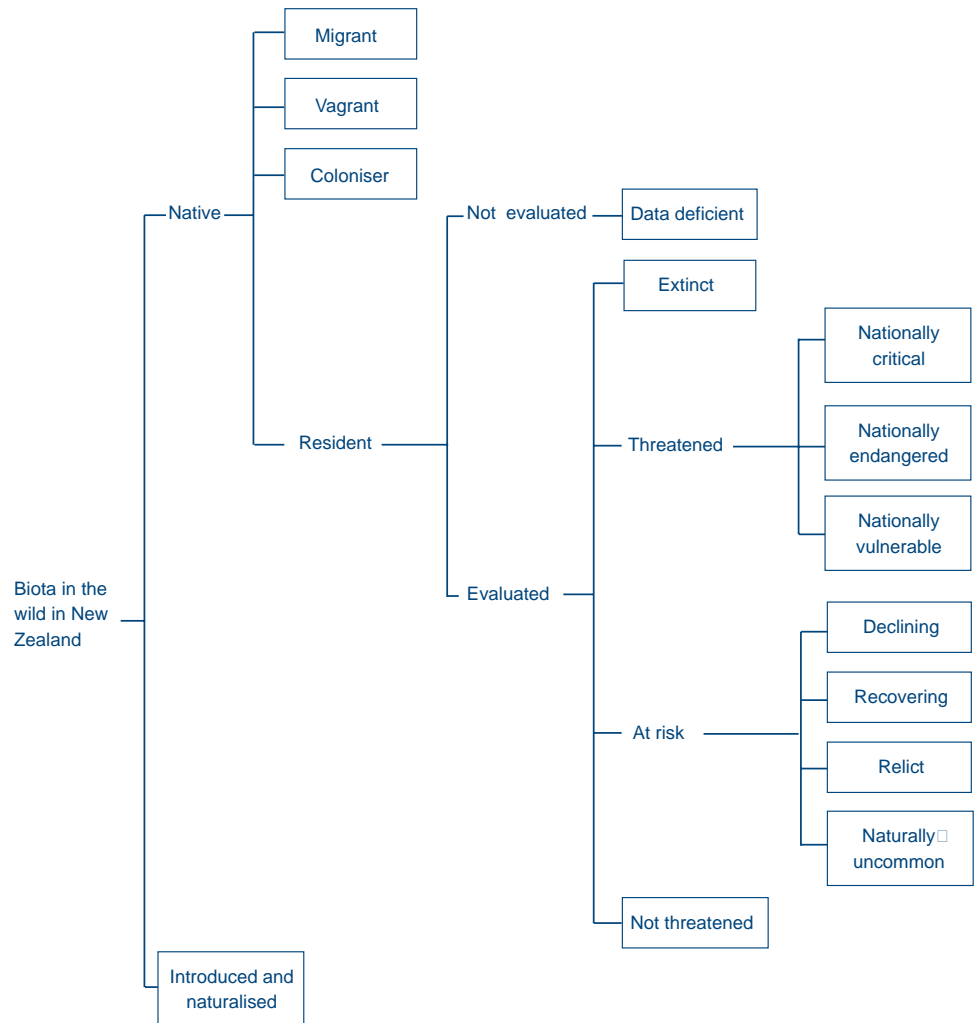 Migrant
Vagrant
Coloniser
Native
Not evaluated
Data deficient
Extinct
Nationally
critical
Resident
Threatened
Nationally
endangered
Nationally
vulnerable
Biota in the
wild in New
Zealand
Evaluated
Declining
Recovering
At risk
Relict
Naturally□
uncommon
Not threatened
Introduced and
naturalised